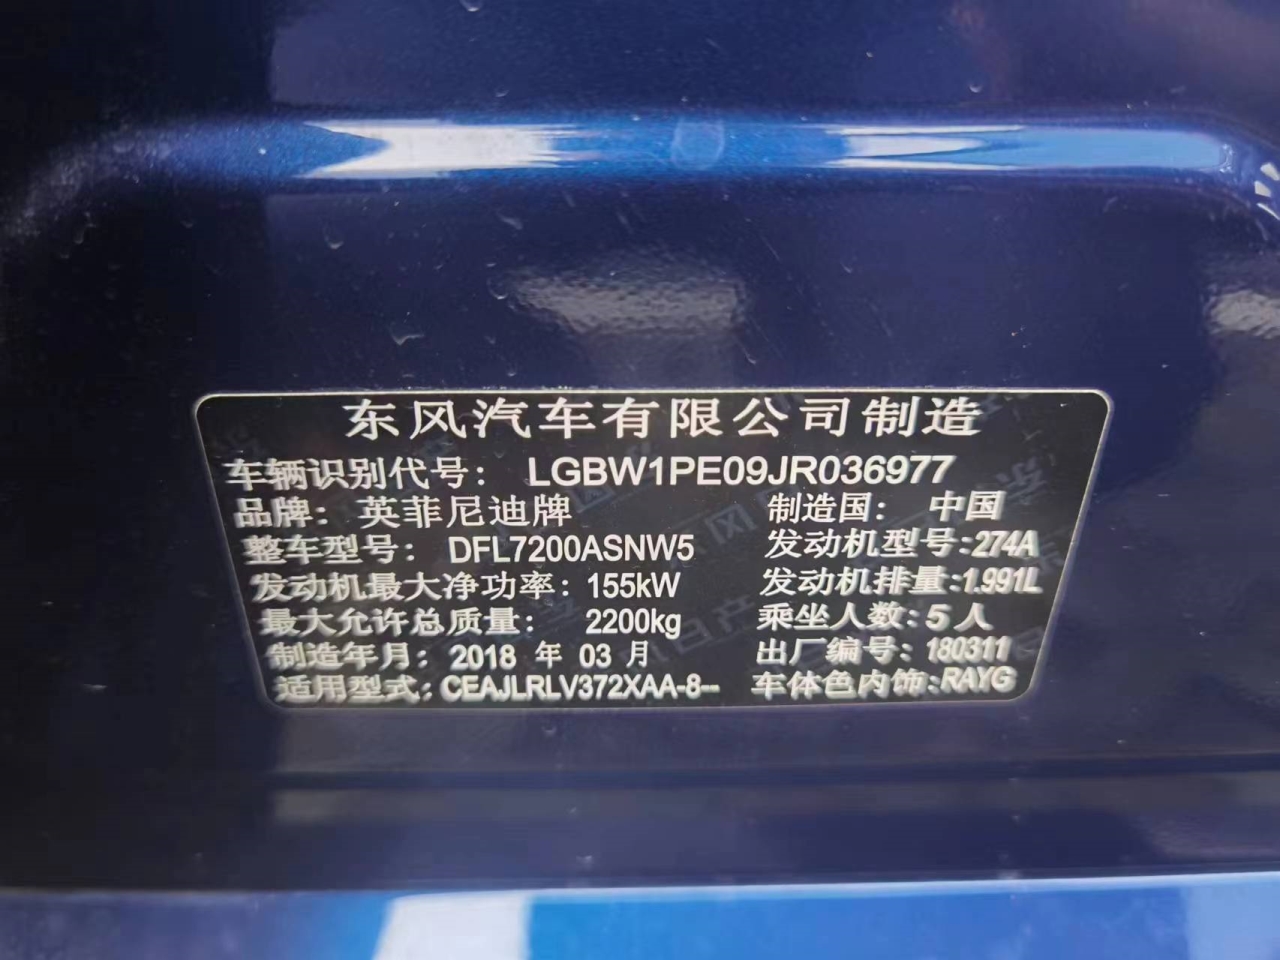 东风汽车有限公司制造
车辆识别代号： LGBW1PE09JR036977
品牌：英菲尼迪牌 制造国： 中国
整车型号： DFL7200ASNW5 发动机型号:274A
发动机最大净功率：155kW 发动机排量:1.991L
最大允许总质量： 2200kg 乘坐人数:5人
制造年月：2018 年 03 月 出厂编号：180311
适用型式:CEAJLRLV372XAA-8-- 车体色内饰:RAYG